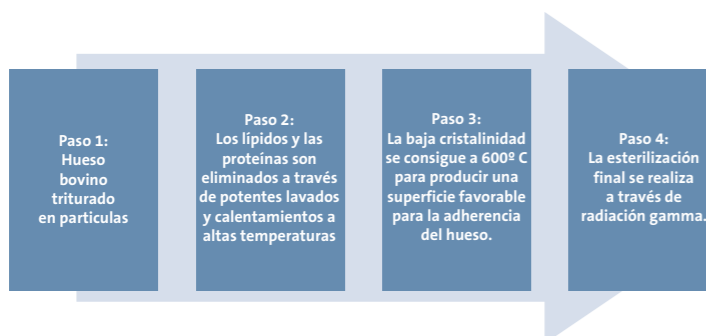 Paso 1:
Hueso
bovino
triturado
en particulas
Paso 2:
Los lípidos y las
proteínas son
eliminados a través
de potentes lavados
y calentamientos a
altas temperaturas
Paso 3:
La baja cristalinidad
se consigue a 600º C
para producir una
superficie favorable
para la adherencia
del hueso.
Paso 4:
La esterilización
final se realiza
a través de
radiación gamma.